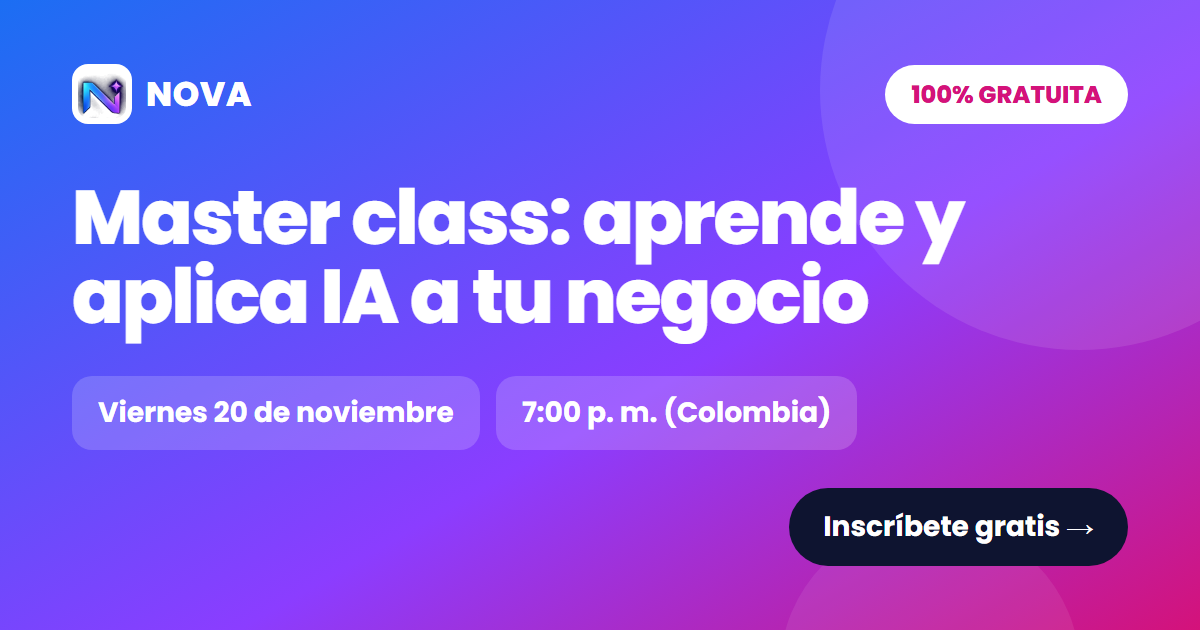 NOVA
100% GRATUITA
Master class: aprende y
aplica IA a tu negocio
Viernes 20 de noviembre
7:00 p. m. (Colombia)
Inscríbete gratis →